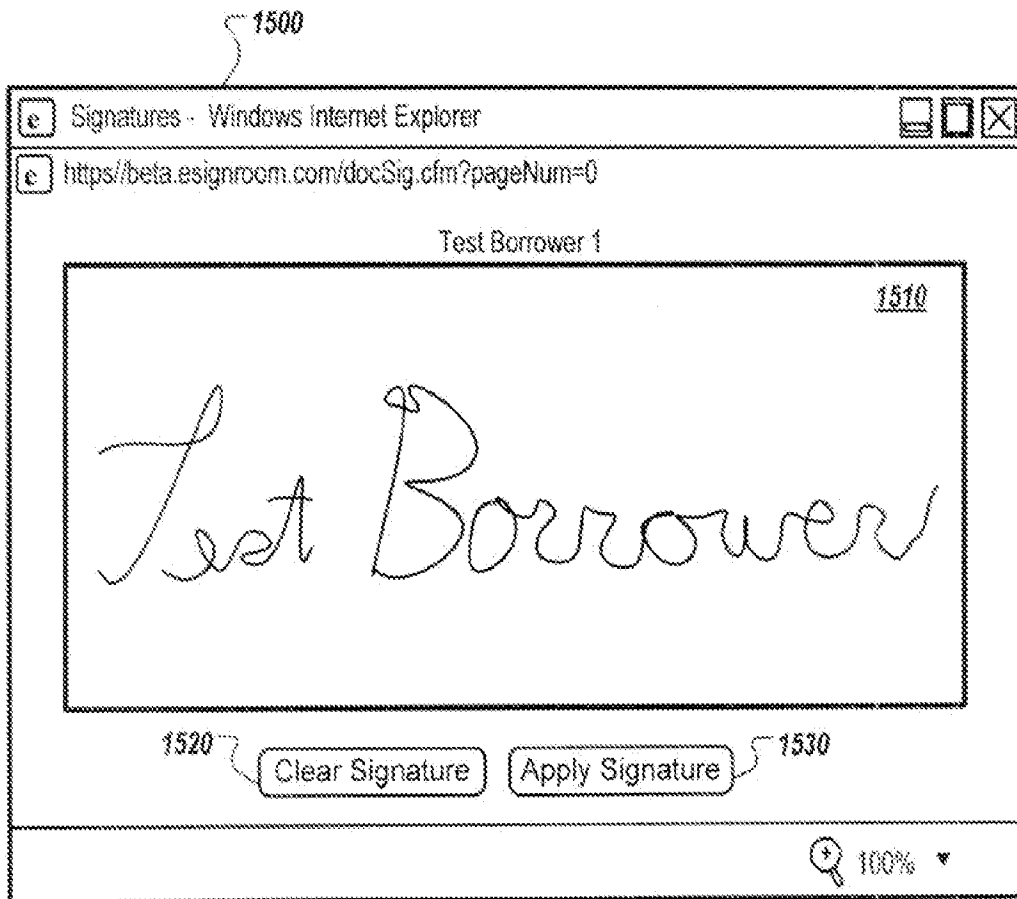 1500
e Signatures - Windows Internet Explorer
e https//beta.esignroom.com/docSig.cfm?pageNum=0
Test Borrower 1
1510
Test Borrower
1520 Clear Signature Apply Signature 1530
100%